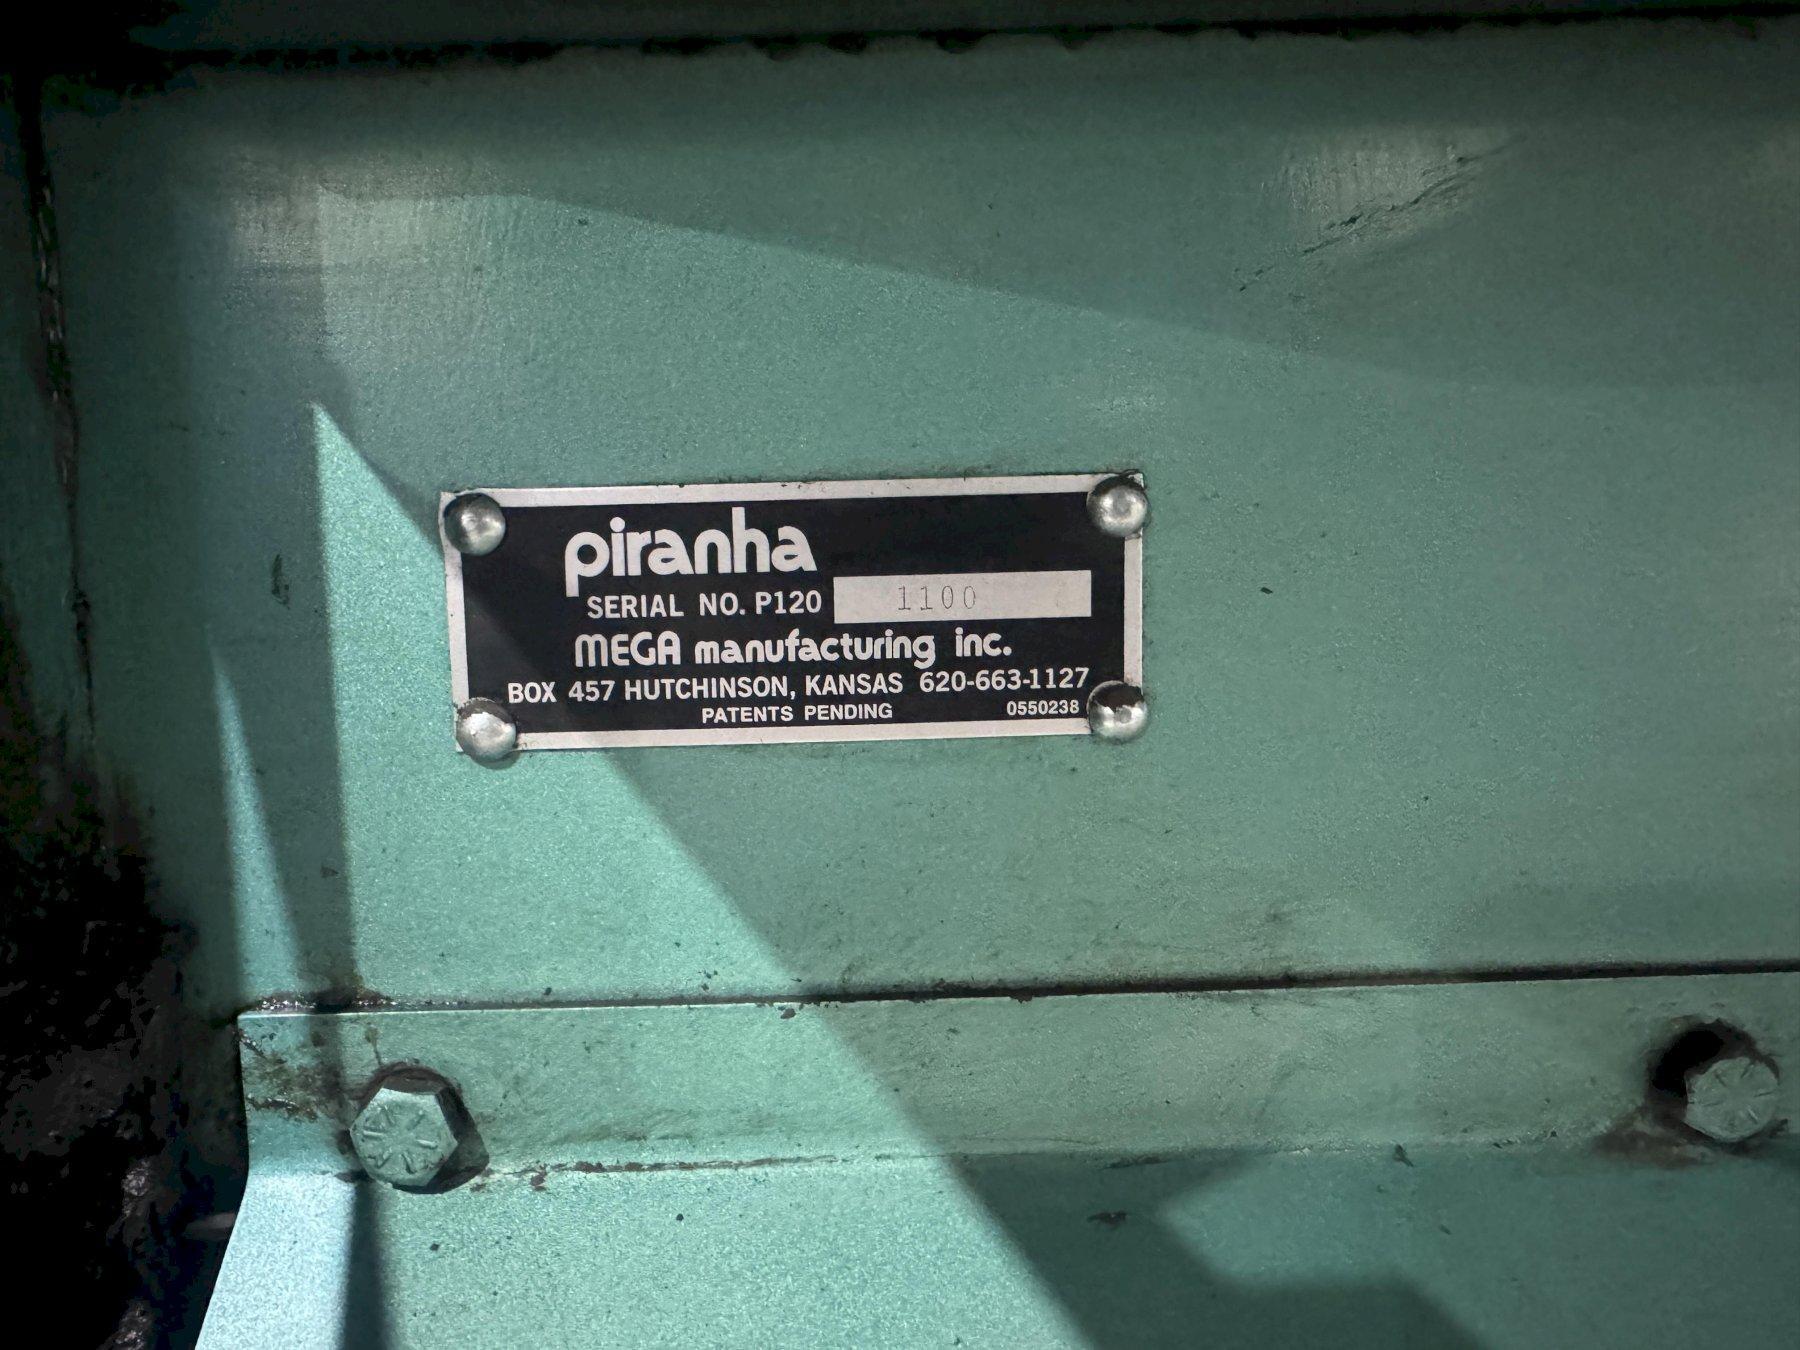 piranha
SERIAL NO. P120 1100
MEGA manufacturing inc.
BOX 457 HUTCHINSON, KANSAS 620-663-1127
PATENTS PENDING 0550238